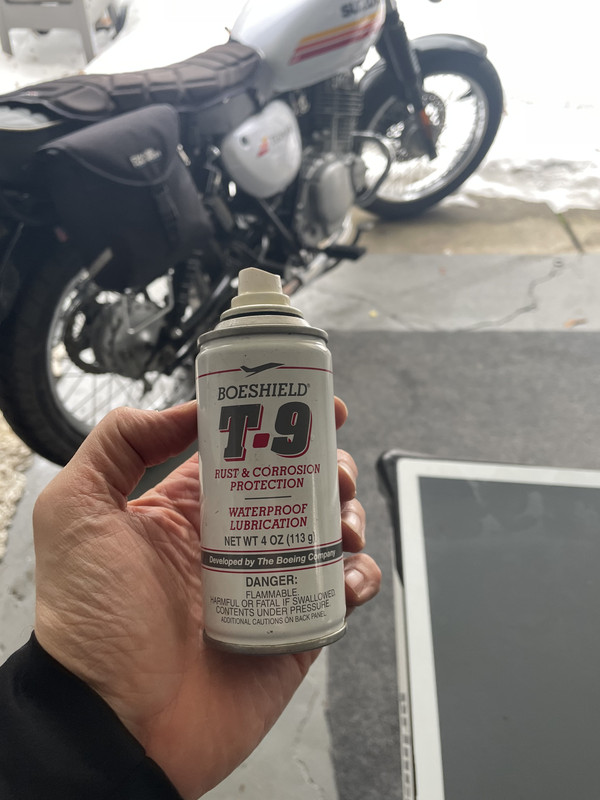 BOESHIELD®
T-9
RUST & CORROSION
PROTECTION
WATERPROOF
LUBRICATION
NET WT 4 OZ (113 g)
Developed by The Boeing Company
DANGER:
FLAMMABLE.
HARMFUL OR FATAL IF SWALLOWED.
CONTENTS UNDER PRESSURE.
ADDITIONAL CAUTIONS ON BACK PANEL.